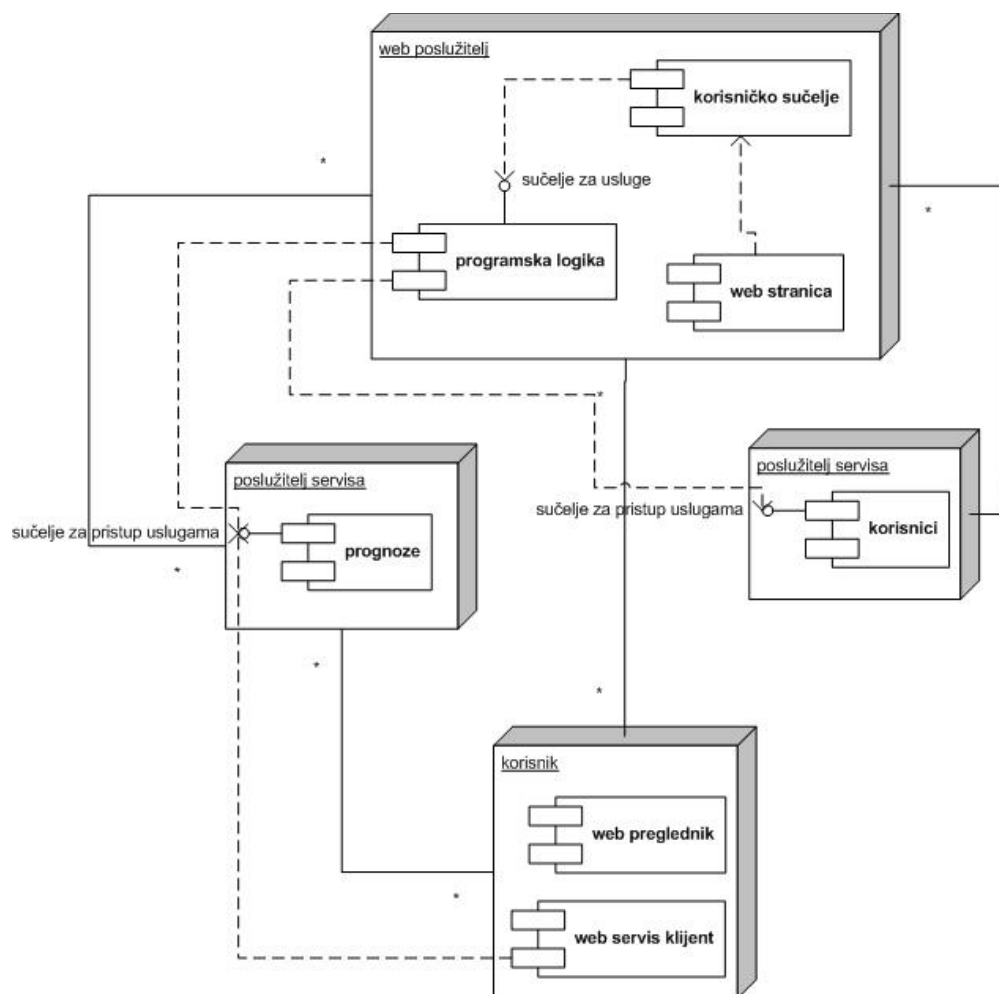 web poslužitelj
korisničko sučelje
*
sučelje za usluge
*
programska logika
web stranica
*
poslužitelj servisa
poslužitelj servisa
sučelje za pristup uslugama
korisnici
sučelje za pristup uslugama
prognoze
*
*
*
korisnik
web preglednik
*
web servis klijent